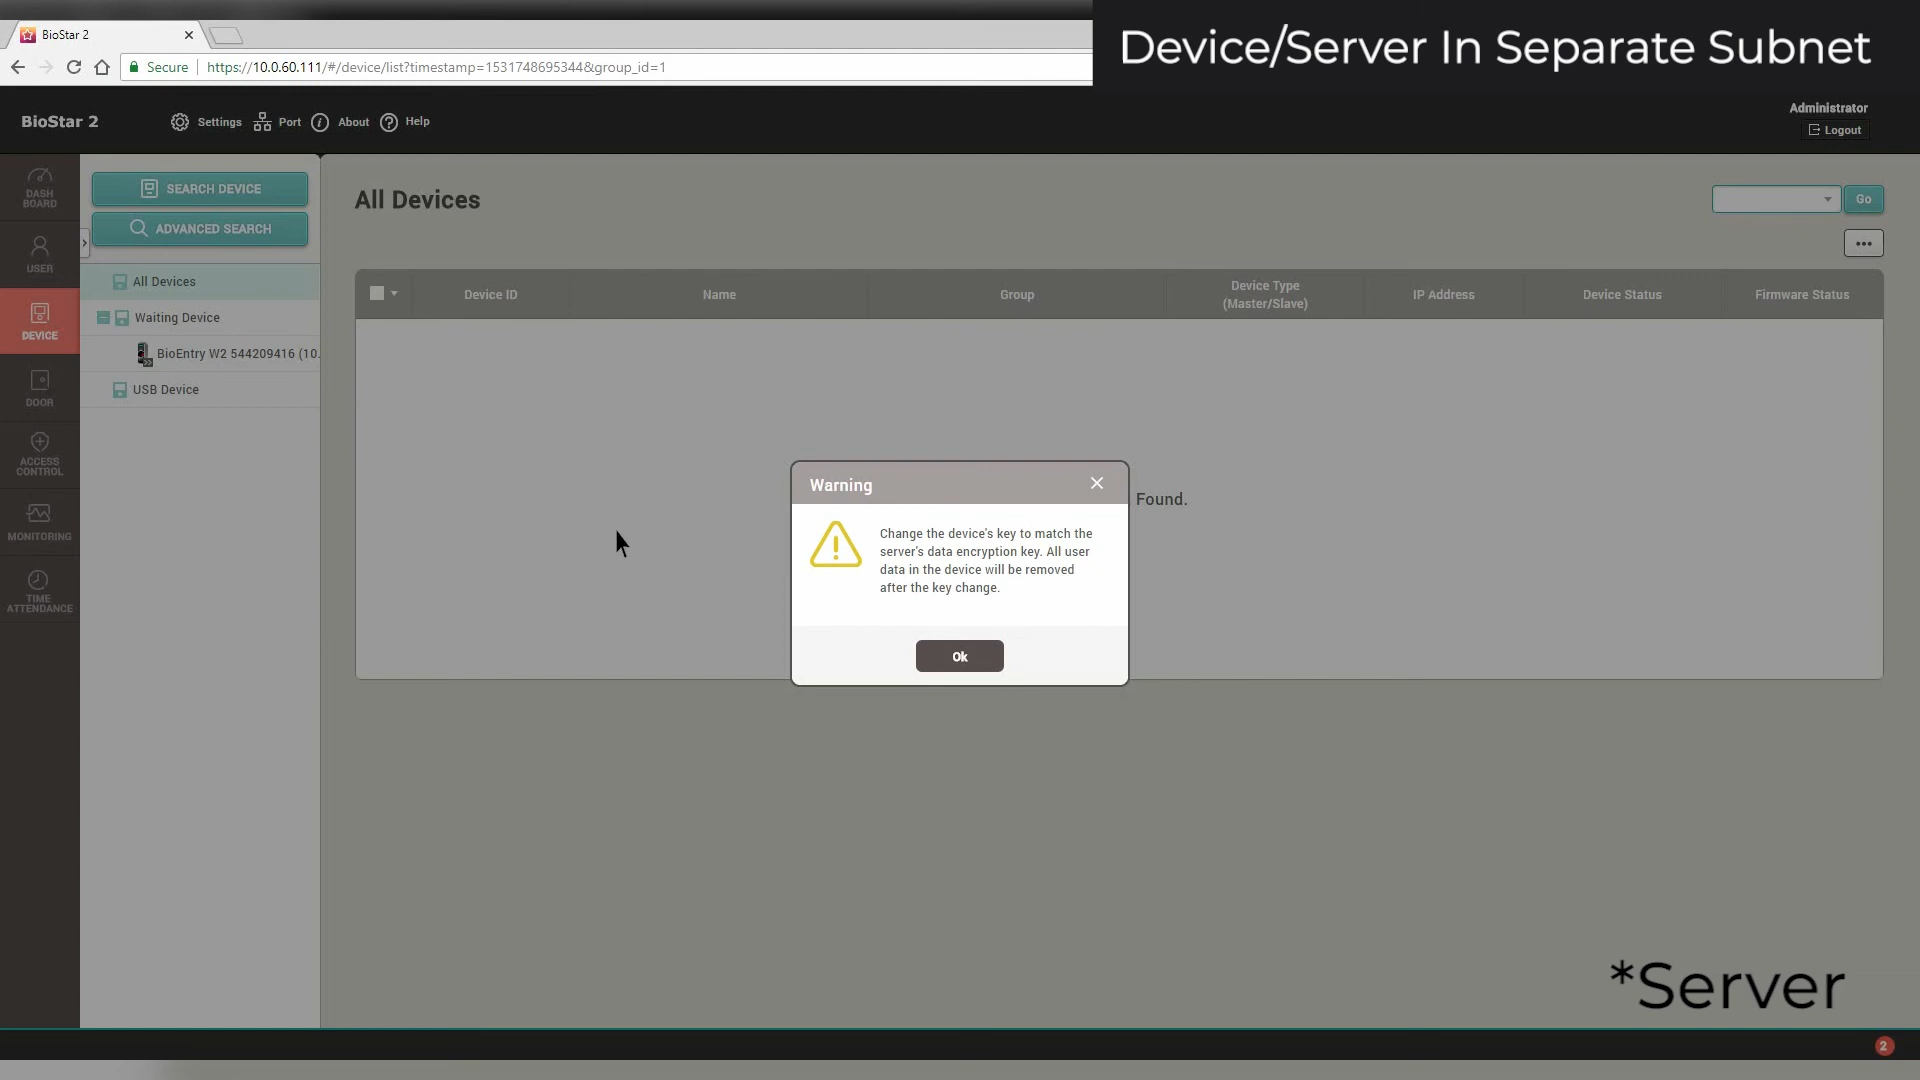 BioStar 2
Device/Server In Separate Subnet
Secure https://10.0.60.111/#/device/list?timestamp=1531748695344&group_id=1
BioStar 2
Settings
Port
About
Help
Administrator
Logout
DASH
BOARD
USER
DEVICE
DOOR
ACCESS
CONTROL
MONITORING
TIME
ATTENDANCE
SEARCH DEVICE
ADVANCED SEARCH
All Devices
Waiting Device
BioEntry W2 544209416 (10.
USB Device
All Devices
Go
Device ID
Name
Group
Device Type
(Master/Slave)
IP Address
Device Status
Firmware Status
Found.
Warning
Change the device's key to match the
server's data encryption key. All user
data in the device will be removed
after the key change.
Ok
*Server
2